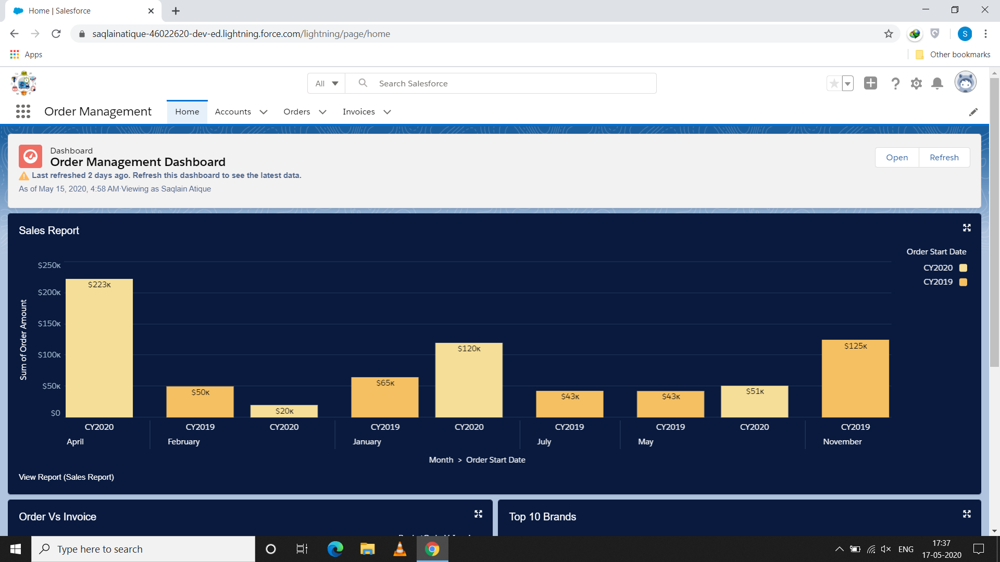 Home | Salesforce
saqlainatique-46022620-dev-ed.lightning.force.com/lightning/page/home
S
Apps
Other bookmarks
All
Search Salesforce
Order Management
Home
Accounts
Orders
Invoices
Dashboard
Order Management Dashboard
Last refreshed 2 days ago. Refresh this dashboard to see the latest data.
As of May 15, 2020, 4:58 AM·Viewing as Saqlain Atique
Open
Refresh
Sales Report
Order Start Date
CY2020
CY2019
Sum of Order Amount
$250K
$200K
$150K
$100K
$50K
$0
$223K
$50K
$20K
$65K
$120K
$43K
$43K
$51K
$125K
CY2020
CY2019
CY2020
CY2019
CY2020
CY2019
CY2019
CY2020
CY2019
April
February
January
July
May
November
Month > Order Start Date
View Report (Sales Report)
Order Vs Invoice
Top 10 Brands
Type here to search
ENG
17:37
17-05-2020